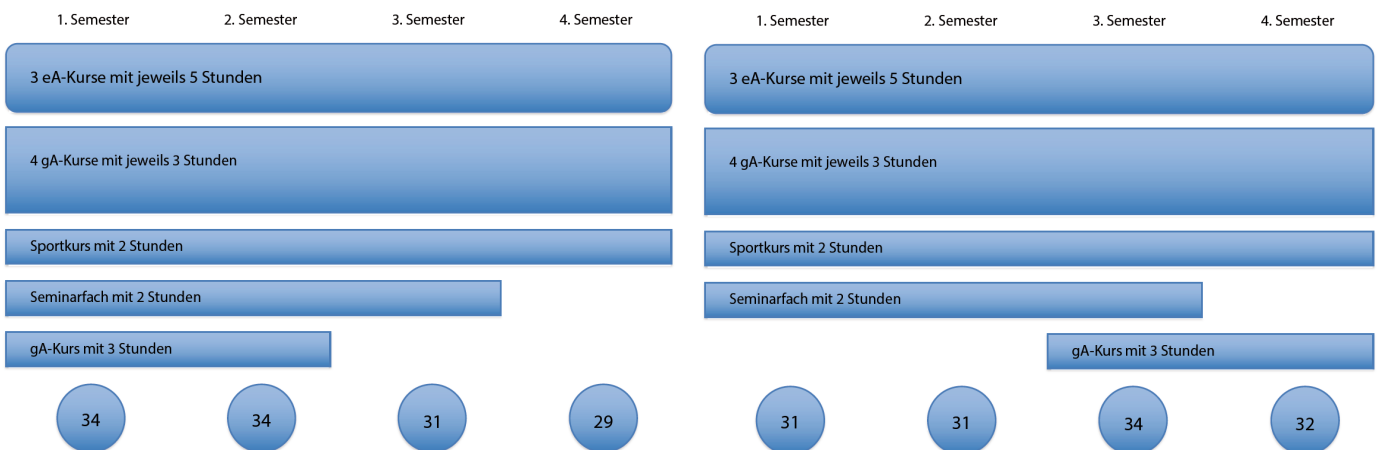 1. Semester 2. Semester 3. Semester 4. Semester
3 eA-Kurse mit jeweils 5 Stunden
4 gA-Kurse mit jeweils 3 Stunden
Sportkurs mit 2 Stunden
Seminarfach mit 2 Stunden
gA-Kurs mit 3 Stunden
34 34 31 29
1. Semester 2. Semester 3. Semester 4. Semester
3 eA-Kurse mit jeweils 5 Stunden
4 gA-Kurse mit jeweils 3 Stunden
Sportkurs mit 2 Stunden
Seminarfach mit 2 Stunden
gA-Kurs mit 3 Stunden
31 31 34 32